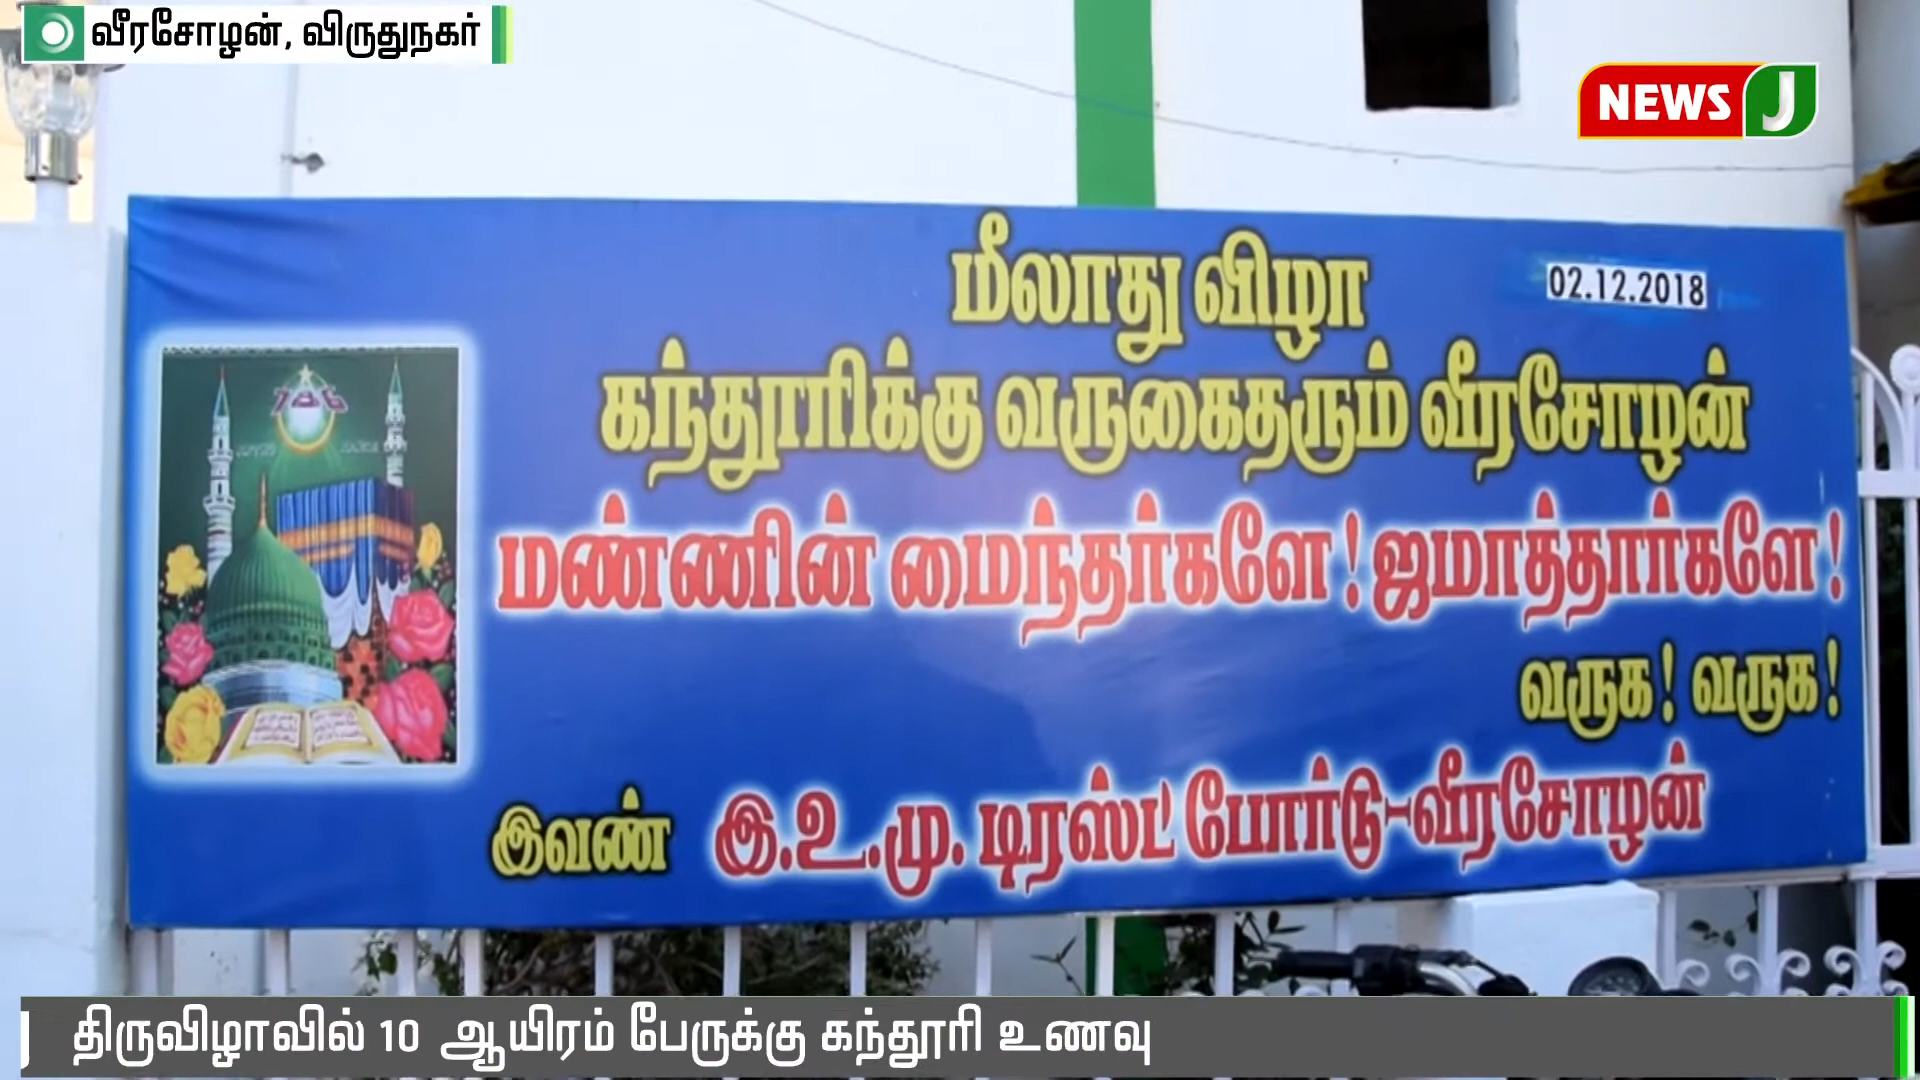 வீரசோழன், விருதுநகர்
NEWS J
மீலாது விழா
02.12.2018
கந்தூரிக்கு வருகைதரும் வீரசோழன்
786
மண்ணின் மைந்தர்களே! ஜமாத்தார்களே!
வருக! வருக!
இவண் இ.உ.மு. டிரஸ்ட் போர்டு-வீரசோழன்
திருவிழாவில் 10 ஆயிரம் பேருக்கு கந்தூரி உணவு